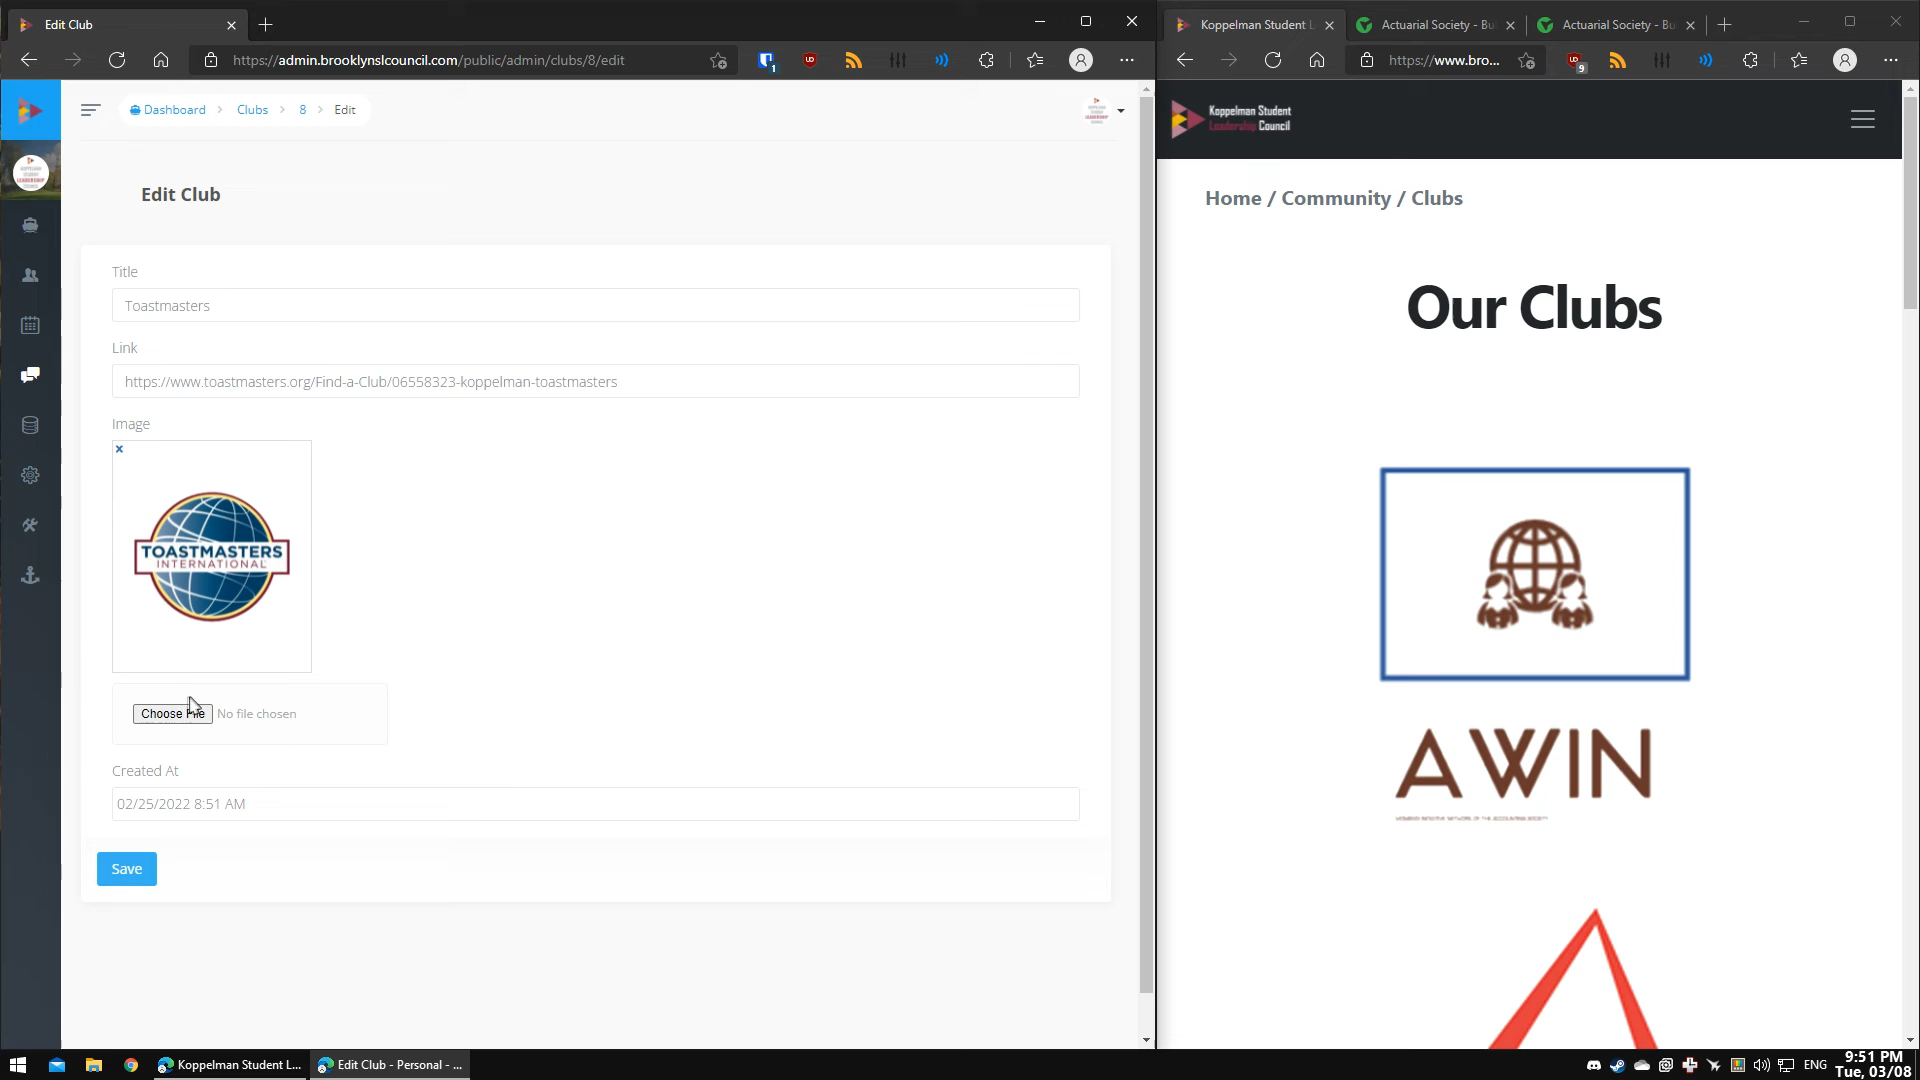 Edit Club
https://admin.brooklynslcouncil.com/public/admin/clubs/8/edit
1
Dashboard
Clubs
8
Edit
Edit Club
Title
Toastmasters
Link
https://www.toastmasters.org/Find-a-Club/06558323-koppelman-toastmasters
Image
x
TOASTMASTERS
INTERNATIONAL
Choose File No file chosen
Created At
02/25/2022 8:51 AM
Save
Koppelman Student L
Actuarial Society - Bu
Actuarial Society - Bu
https://www.bro...
9
Koppelman Student
Leadership Council
Home / Community / Clubs
Our Clubs
AWIN
Koppelman Student L...
Edit Club - Personal - ...
ENG
9:51 PM
Tue, 03/08